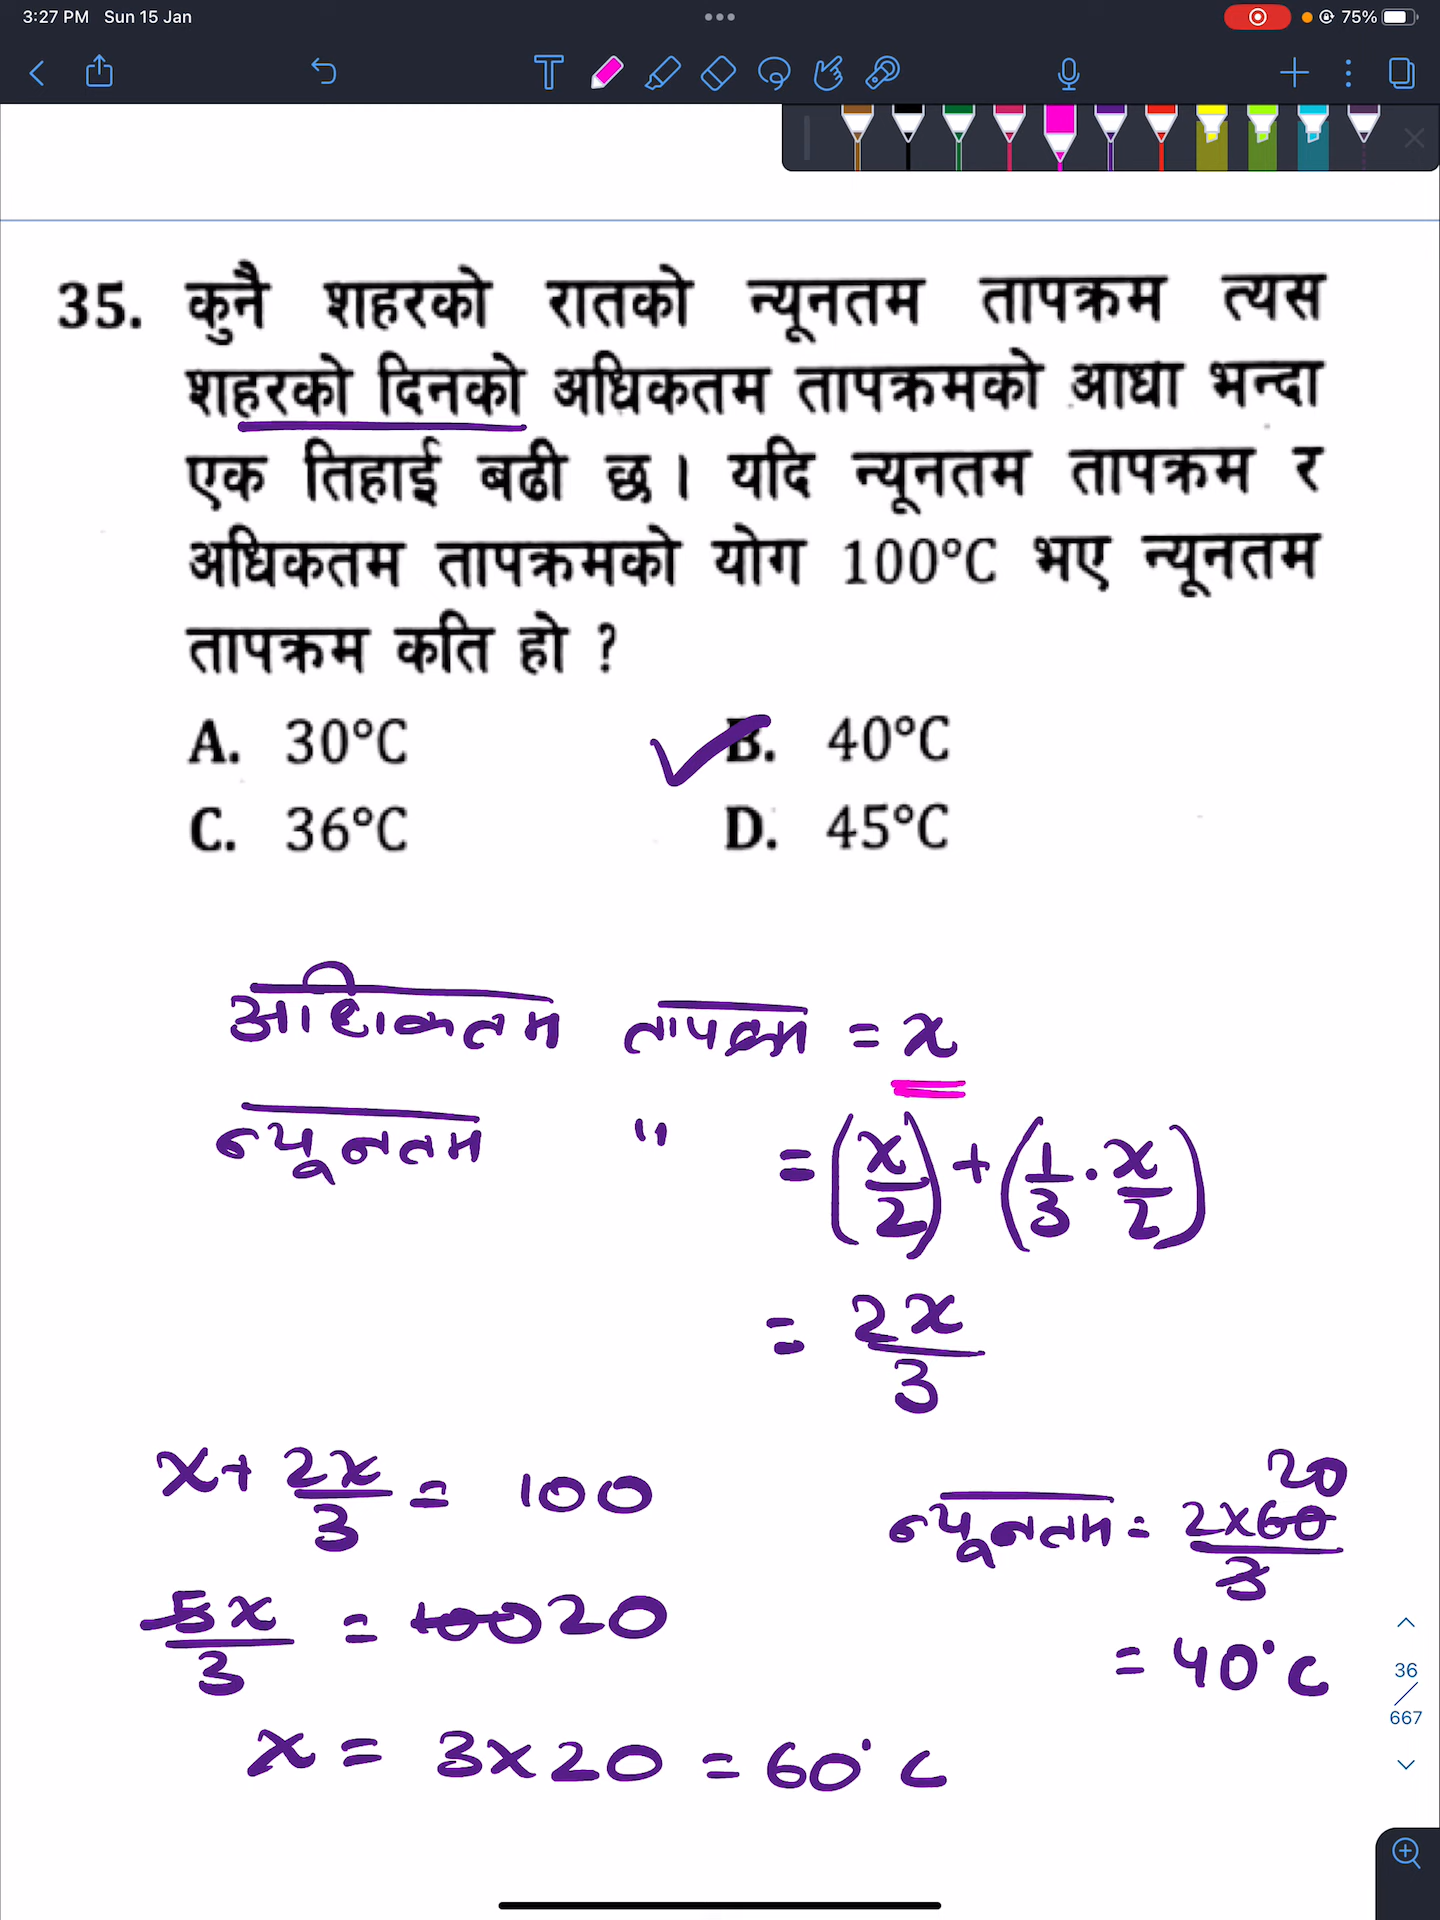 3:27 PM Sun 15 Jan
75%
35. कुनै शहरको रातको न्यूनतम तापक्रम त्यस
शहरको दिनको अधिकतम तापक्रमको आधा भन्दा
एक तिहाई बढी छ । यदि न्यूनतम तापक्रम र
अधिकतम तापक्रमको योग 100°C भए न्यूनतम
तापक्रम कति हो ?
A. 30°C B. 40°C
C. 36°C D. 45°C
अधिकतम तापक्रम = x
न्यूनतम " = (x/2) + (1/3 · x/2)
= 2x/3
x + 2x/3 = 100
5x/3 = 100 20
x = 3 x 20 = 60°C
20
न्यूनतम = 2 x 60/3
= 40°C
36
/
667